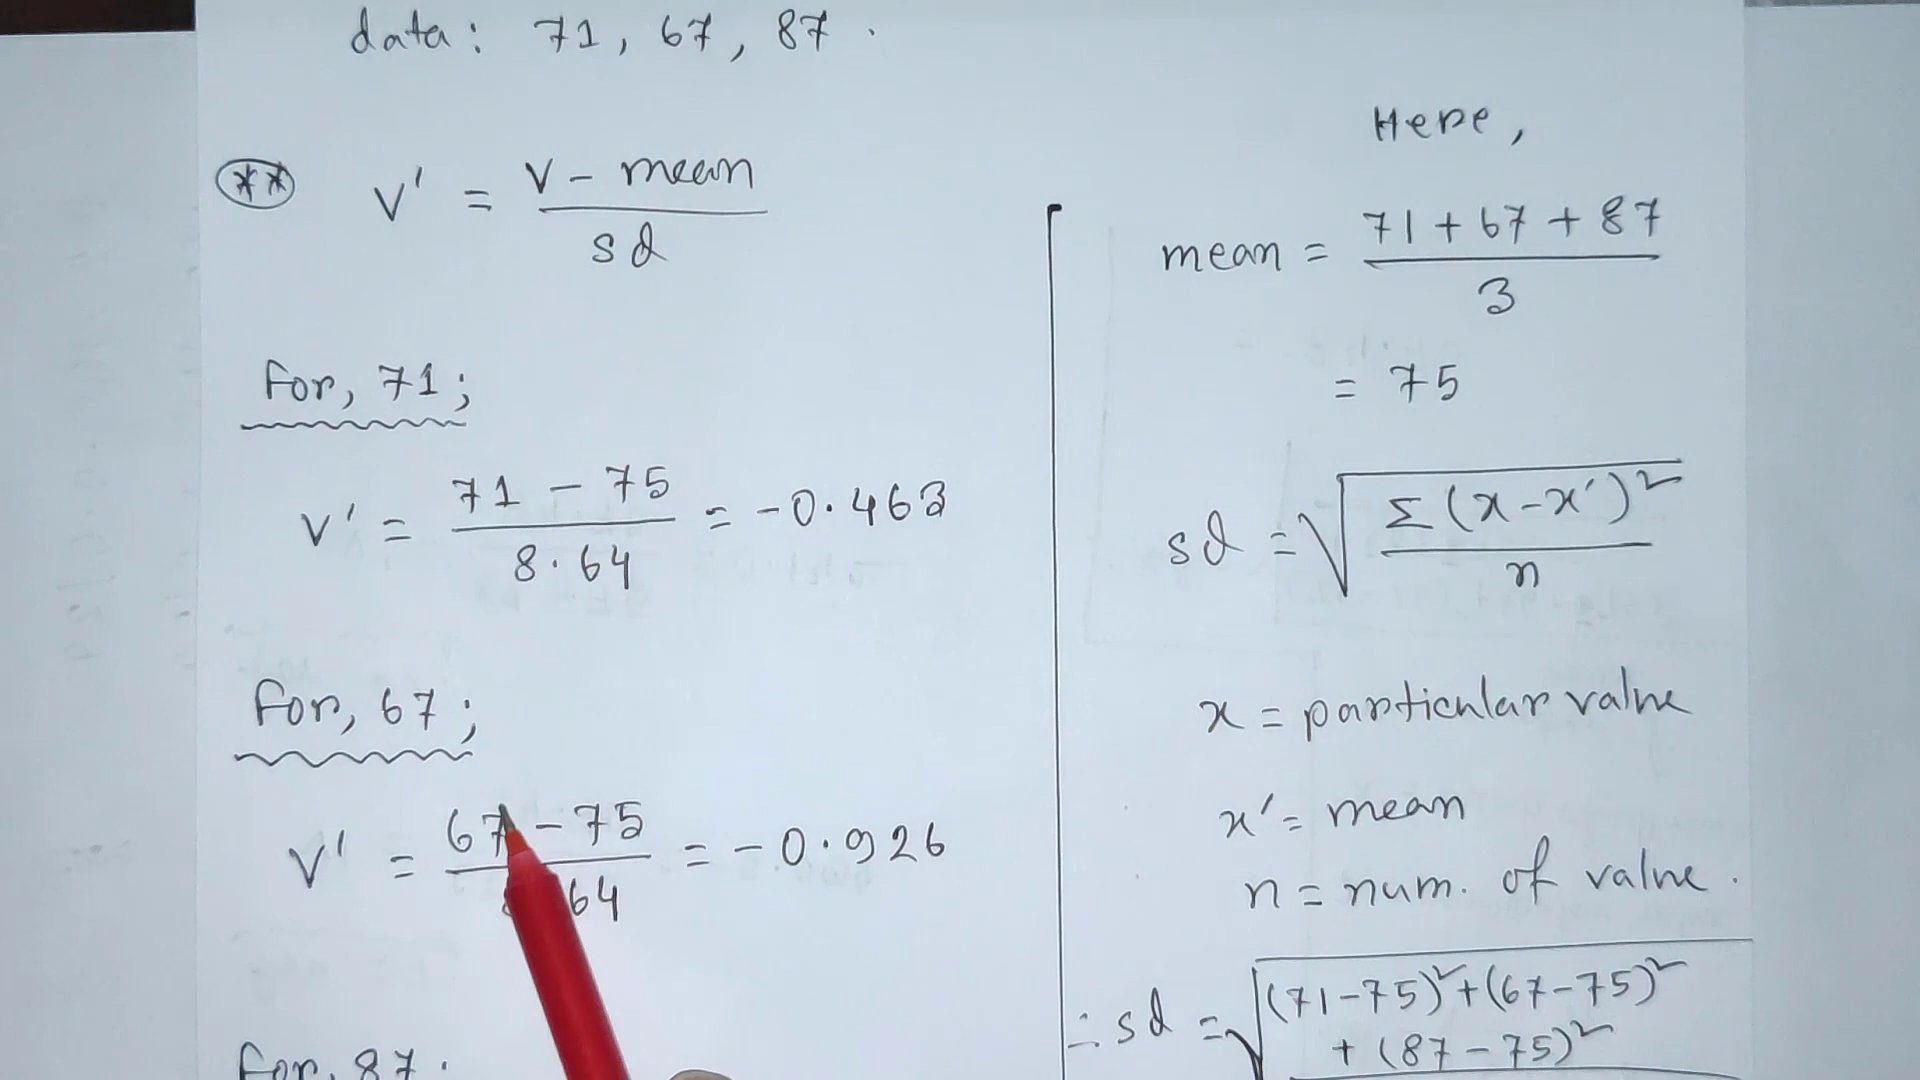 data: 71, 67, 87.
** V' = V - mean / sd
For, 71;
V' = 71 - 75 / 8.64 = -0.463
For, 67;
V' = 67 - 75 / 64 = -0.926
For, 87.
Here,
mean = 71 + 67 + 87 / 3
= 75
sd = √ Σ (x - x')² / n
x = particular value
x' = mean
n = num. of value.
∴ sd = √ (71-75)² + (67-75)²
+ (87-75)²